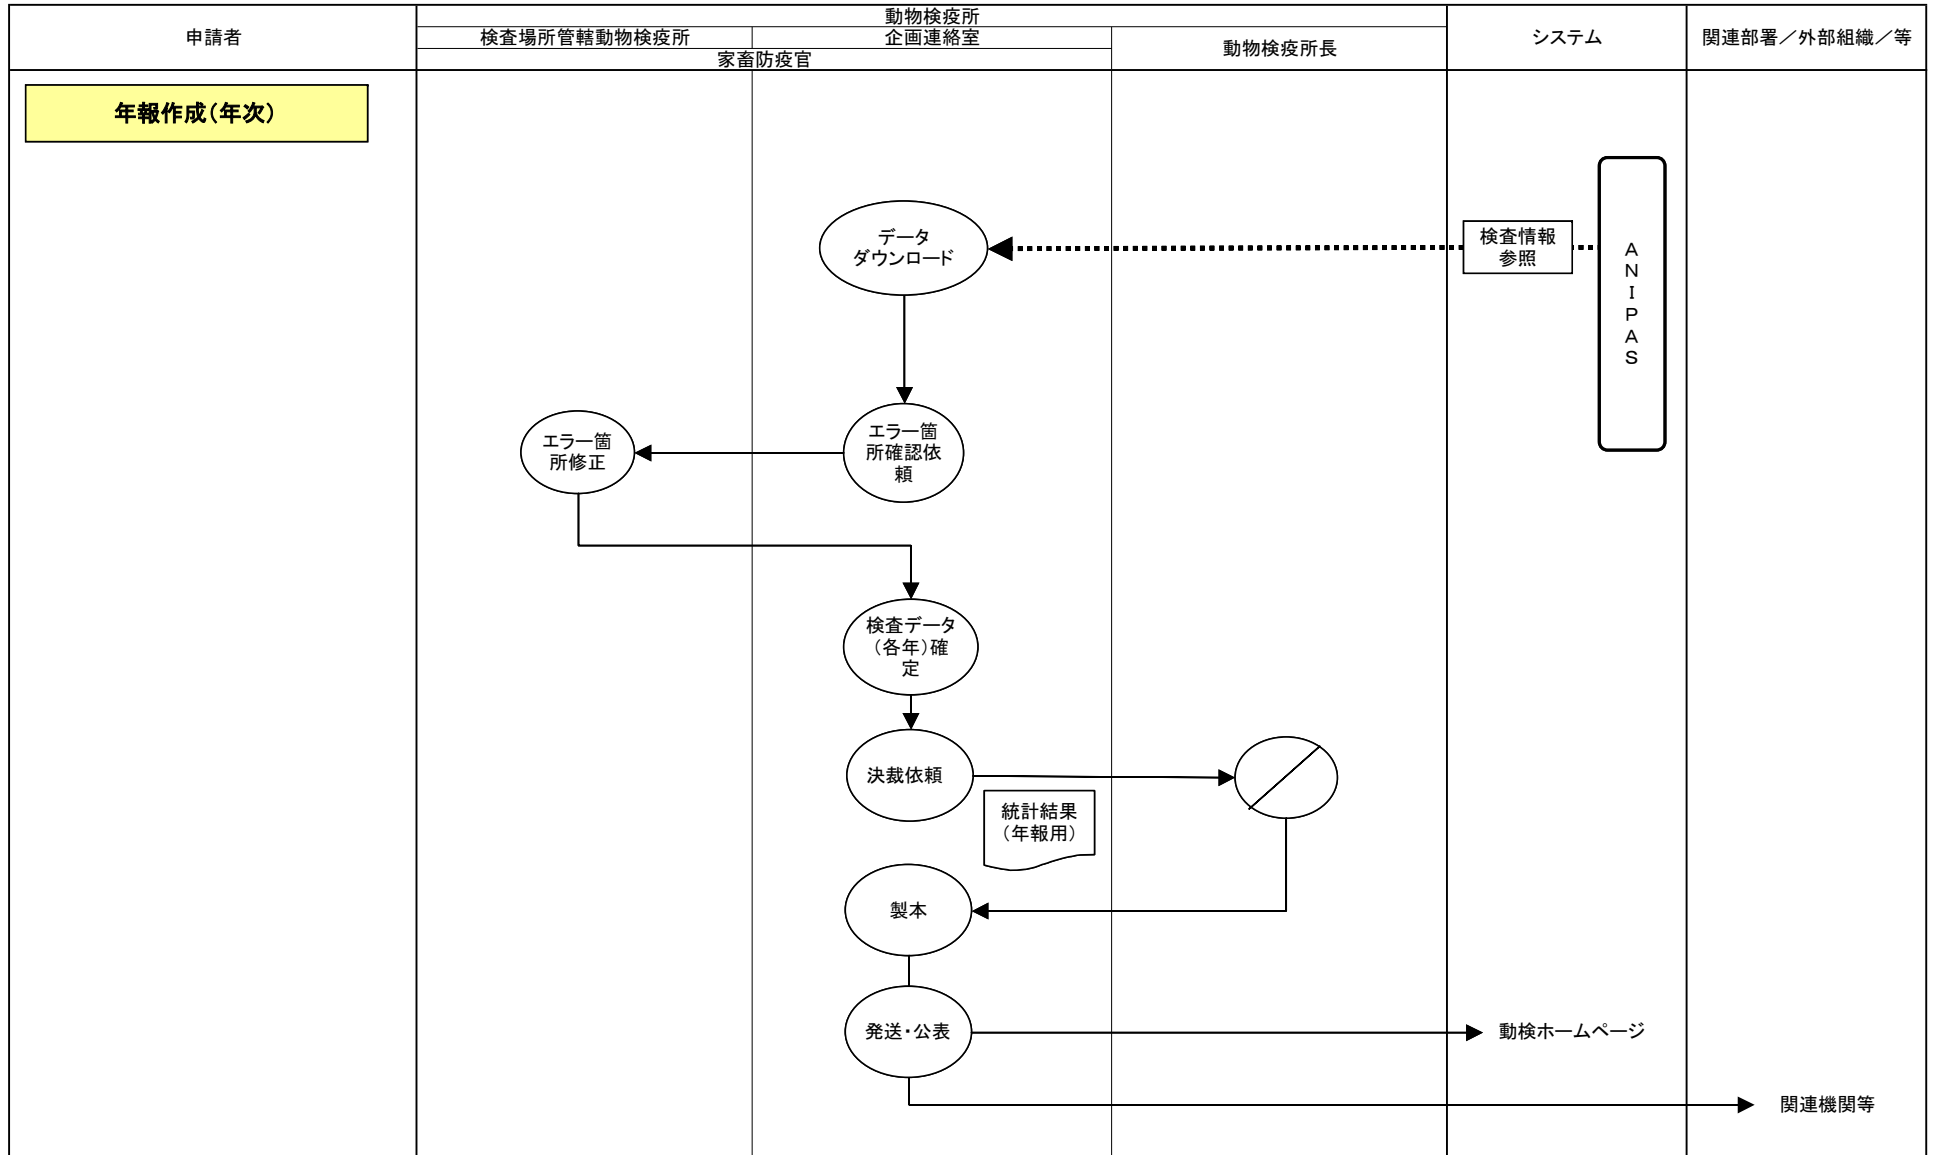 動物検疫所
申請者
検査場所管轄動物検疫所
企画連絡室
動物検疫所長
システム
関連部署／外部組織／等
家畜防疫官
年報作成（年次）
データ
ダウンロード
検査情報
参照
A
N
I
P
A
S
エラー箇
所修正
エラー箇
所確認依
頼
検査データ
（各年）確
定
決裁依頼
統計結果
（年報用）
製本
発送・公表
動検ホームページ
関連機関等